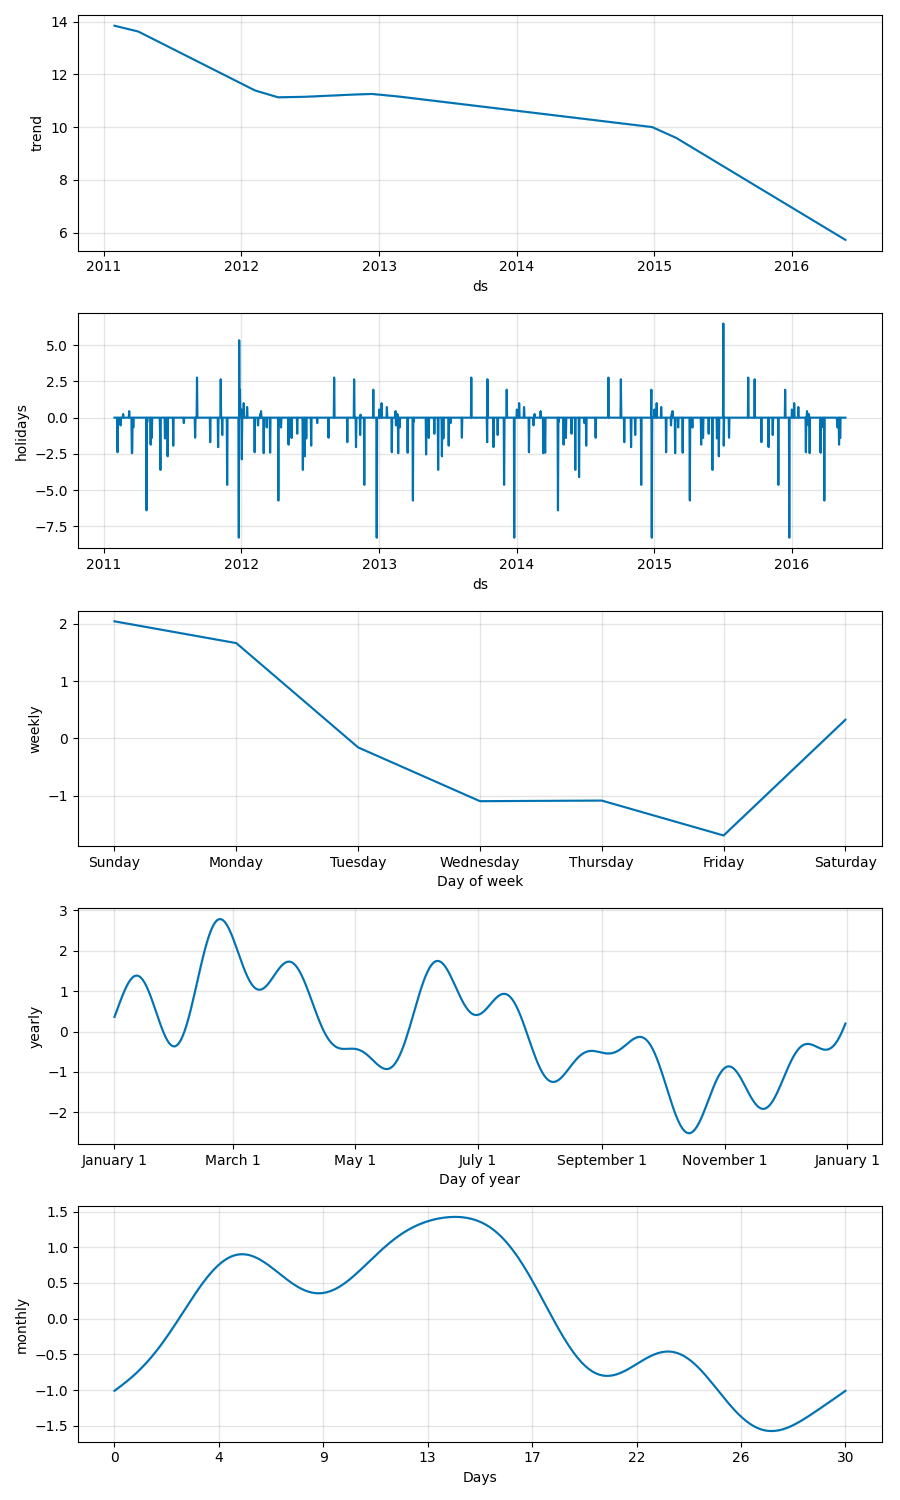 14
12
10
8
6
trend
2011 2012 2013 2014 2015 2016
ds
5.0
2.5
0.0
−2.5
−5.0
−7.5
holidays
2011 2012 2013 2014 2015 2016
ds
2
1
0
−1
weekly
Sunday Monday Tuesday Wednesday Thursday Friday Saturday
Day of week
3
2
1
0
−1
−2
yearly
January 1 March 1 May 1 July 1 September 1 November 1 January 1
Day of year
1.5
1.0
0.5
0.0
−0.5
−1.0
−1.5
monthly
0 4 9 13 17 22 26 30
Days